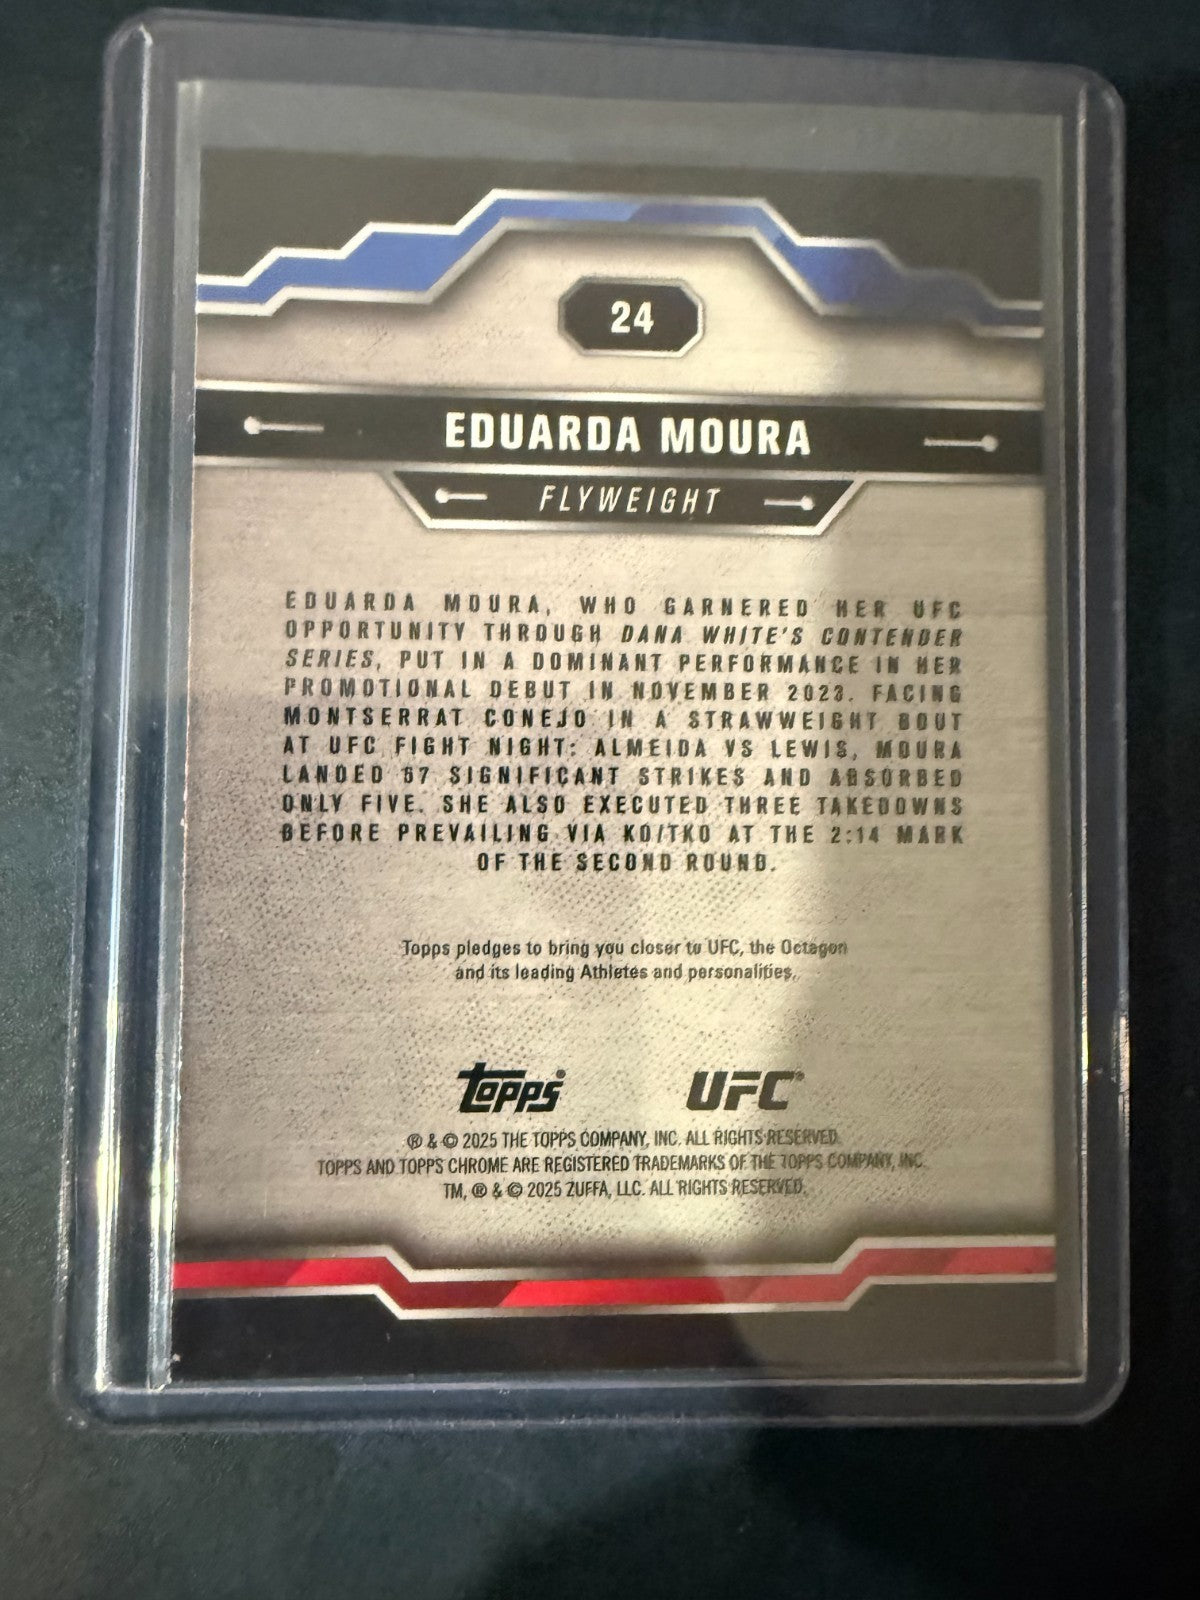 24
EDUARDA MOURA
FLYWEIGHT
EDUARDA MOURA, WHO GARNERED HER UFC
OPPORTUNITY THROUGH DANA WHITE'S CONTENDER
SERIES, PUT IN A DOMINANT PERFORMANCE IN HER
PROMOTIONAL DEBUT IN NOVEMBER 2023. FACING
MONTSERRAT CONEJO IN A STRAWWEIGHT BOUT
AT UFC FIGHT NIGHT: ALMEIDA VS LEWIS, MOURA
LANDED 67 SIGNIFICANT STRIKES AND ABSORBED
ONLY FIVE. SHE ALSO EXECUTED THREE TAKEDOWNS
BEFORE PREVAILING VIA KO/TKO AT THE 2:14 MARK
OF THE SECOND ROUND.
Topps pledges to bring you closer to UFC, the Octagon
and its leading Athletes and personalities.
Topps® UFC®
® & © 2025 THE TOPPS COMPANY, INC. ALL RIGHTS RESERVED.
TOPPS AND TOPPS CHROME ARE REGISTERED TRADEMARKS OF THE TOPPS COMPANY, INC.
TM, ® & © 2025 ZUFFA, LLC. ALL RIGHTS RESERVED.